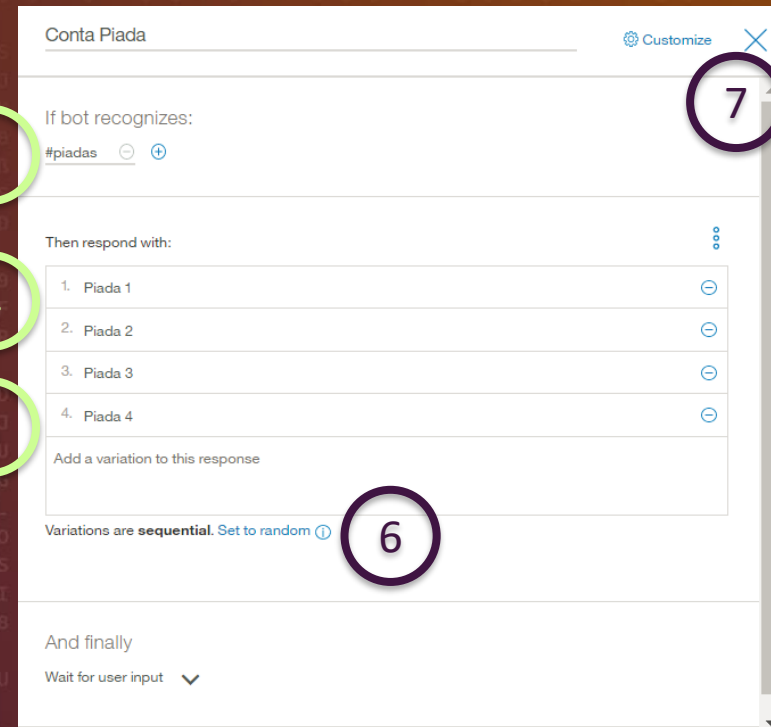 Conta Piada
Customize
7
If bot recognizes:
#piadas
Then respond with:
1. Piada 1
2. Piada 2
3. Piada 3
4. Piada 4
Add a variation to this response
Variations are sequential. Set to random
6
And finally
Wait for user input